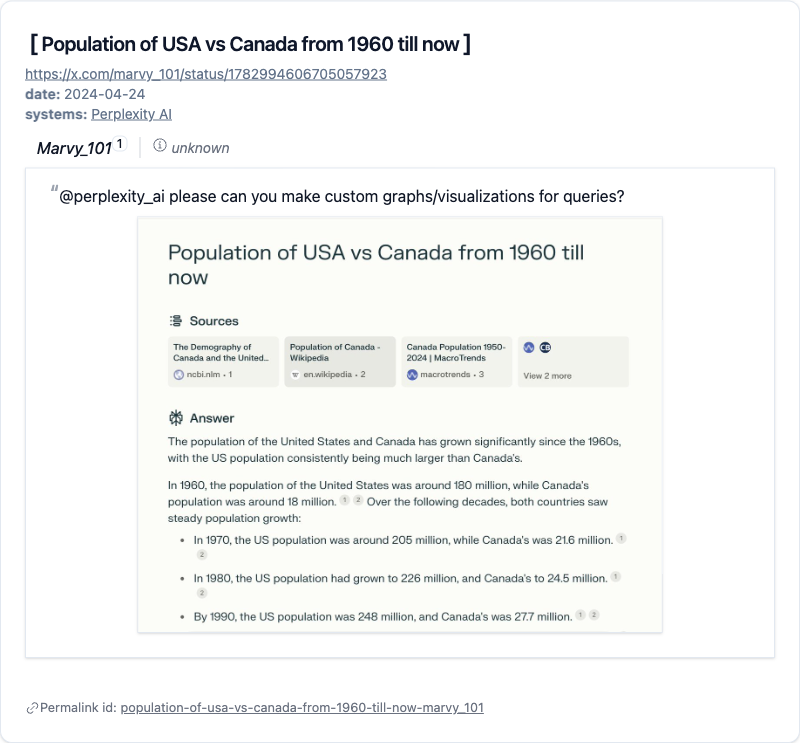 [ Population of USA vs Canada from 1960 till now ]
https://x.com/marvy_101/status/1782994606705057923
date: 2024-04-24
systems: Perplexity AI
Marvy_101 1 unknown
“@perplexity_ai please can you make custom graphs/visualizations for queries?
Population of USA vs Canada from 1960 till
now
Sources
The Demography of
Canada and the United...
ncbi.nlm • 1
Population of Canada -
Wikipedia
W en.wikipedia • 2
Canada Population 1950-
2024 | MacroTrends
macrotrends • 3
CB
View 2 more
Answer
The population of the United States and Canada has grown significantly since the 1960s,
with the US population consistently being much larger than Canada's.
In 1960, the population of the United States was around 180 million, while Canada's
population was around 18 million. 1 2 Over the following decades, both countries saw
steady population growth:
• In 1970, the US population was around 205 million, while Canada's was 21.6 million. 1
2
• In 1980, the US population had grown to 226 million, and Canada's to 24.5 million. 1
2
• By 1990, the US population was 248 million, and Canada's was 27.7 million. 1 2
Permalink id: population-of-usa-vs-canada-from-1960-till-now-marvy_101